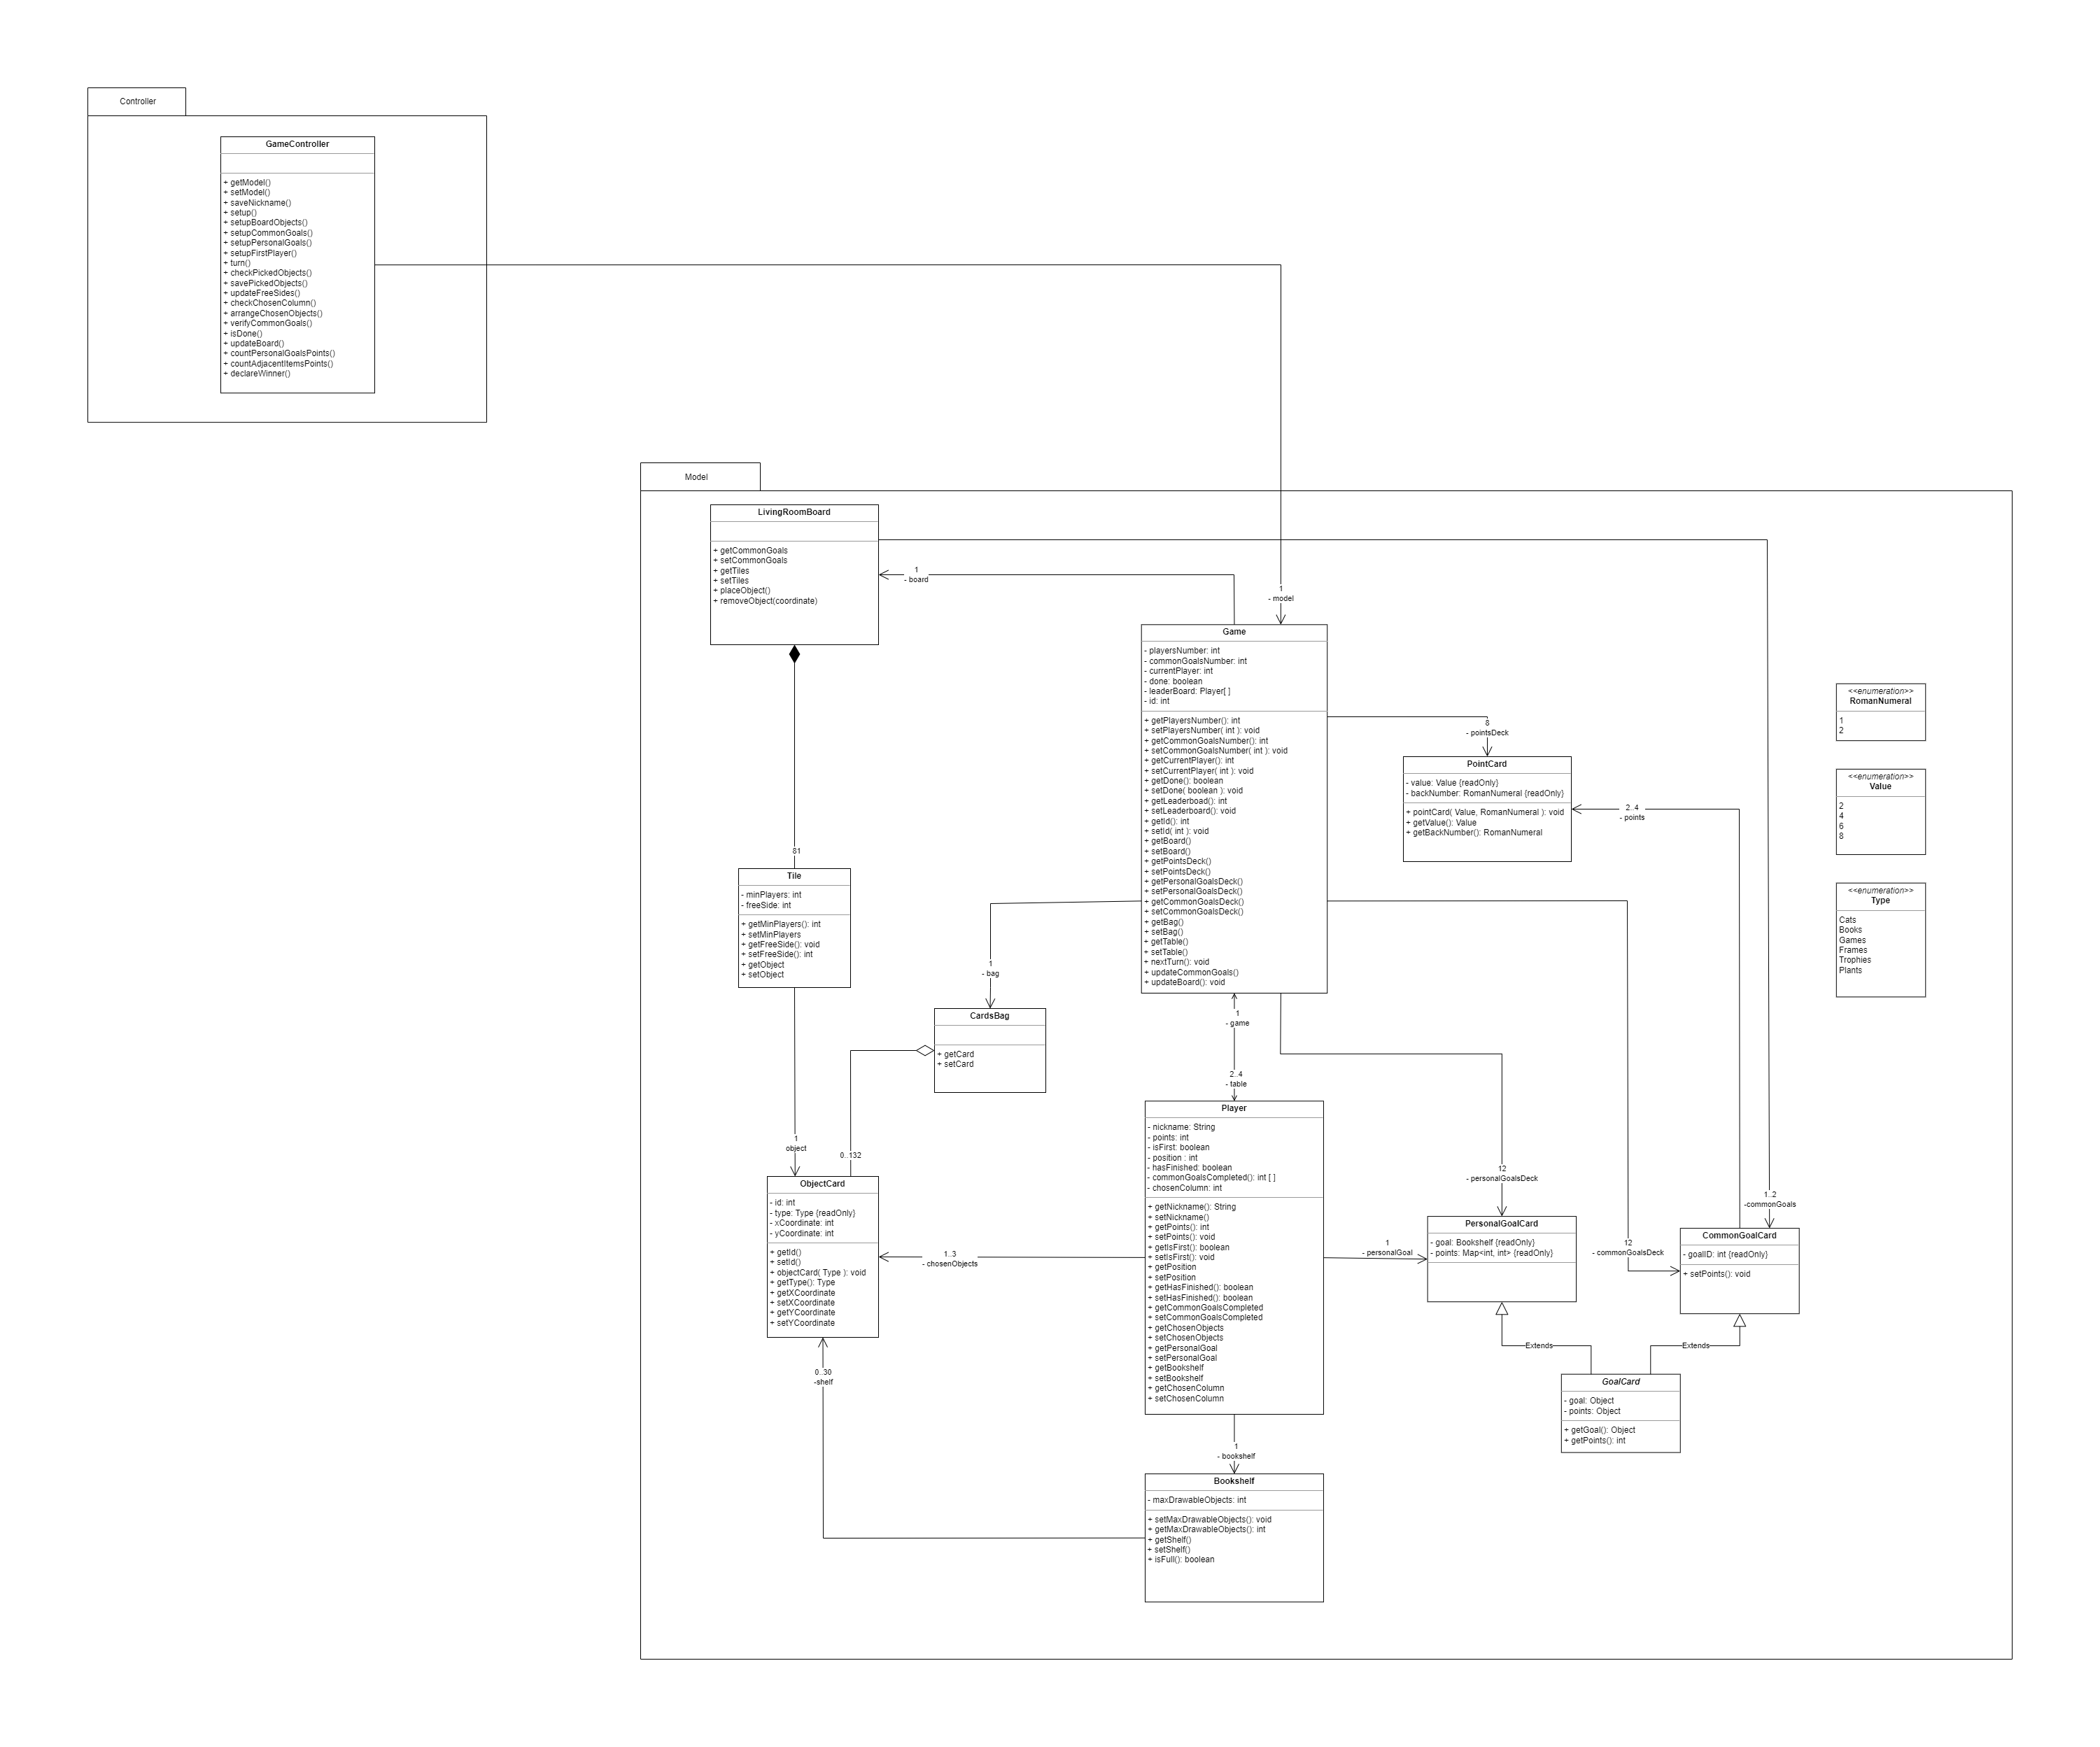 Controller
GameController
+ getModel()
+ setModel()
+ saveNickname()
+ setup()
+ setupBoardObjects()
+ setupCommonGoals()
+ setupPersonalGoals()
+ setupFirstPlayer()
+ turn()
+ checkPickedObjects()
+ savePickedObjects()
+ updateFreeSides()
+ checkChosenColumn()
+ arrangeChosenObjects()
+ verifyCommonGoals()
+ isDone()
+ updateBoard()
+ countPersonalGoalsPoints()
+ countAdjacentItemsPoints()
+ declareWinner()
Model
LivingRoomBoard
+ getCommonGoals
+ setCommonGoals
+ getTiles
+ setTiles
+ placeObject()
+ removeObject(coordinate)
1
- board
1
- model
Game
- playersNumber: int
- commonGoalsNumber: int
- currentPlayer: int
- done: boolean
- leaderBoard: Player[ ]
- id: int
+ getPlayersNumber(): int
+ setPlayersNumber( int ): void
+ getCommonGoalsNumber(): int
+ setCommonGoalsNumber( int ): void
+ getCurrentPlayer(): int
+ setCurrentPlayer( int ): void
+ getDone(): boolean
+ setDone( boolean ): void
+ getLeaderboad(): int
+ setLeaderboard(): void
+ getId(): int
+ setId( int ): void
+ getBoard()
+ setBoard()
+ getPointsDeck()
+ setPointsDeck()
+ getPersonalGoalsDeck()
+ setPersonalGoalsDeck()
+ getCommonGoalsDeck()
+ setCommonGoalsDeck()
+ getBag()
+ setBag()
+ getTable()
+ setTable()
+ nextTurn(): void
+ updateCommonGoals()
+ updateBoard(): void
8
- pointsDeck
PointCard
- value: Value {readOnly}
- backNumber: RomanNumeral {readOnly}
+ pointCard( Value, RomanNumeral ): void
+ getValue(): Value
+ getBackNumber(): RomanNumeral
2..4
- points
<<enumeration>>
RomanNumeral
1
2
<<enumeration>>
Value
2
4
6
8
<<enumeration>>
Type
Cats
Books
Games
Frames
Trophies
Plants
81
Tile
- minPlayers: int
- freeSide: int
+ getMinPlayers(): int
+ setMinPlayers
+ getFreeSide(): void
+ setFreeSide(): int
+ getObject
+ setObject
1
- bag
CardsBag
+ getCard
+ setCard
1
- game
2..4
- table
1
object
0..132
ObjectCard
- id: int
- type: Type {readOnly}
- xCoordinate: int
- yCoordinate: int
+ getId()
+ setId()
+ objectCard( Type ): void
+ getType(): Type
+ getXCoordinate
+ setXCoordinate
+ getYCoordinate
+ setYCoordinate
1..3
- chosenObjects
Player
- nickname: String
- points: int
- isFirst: boolean
- position : int
- hasFinished: boolean
- commonGoalsCompleted(): int [ ]
- chosenColumn: int
+ getNickname(): String
+ setNickname()
+ getPoints(): int
+ setPoints(): void
+ getIsFirst(): boolean
+ setIsFirst(): void
+ getPosition
+ setPosition
+ getHasFinished(): boolean
+ setHasFinished(): boolean
+ getCommonGoalsCompleted
+ setCommonGoalsCompleted
+ getChosenObjects
+ setChosenObjects
+ getPersonalGoal
+ setPersonalGoal
+ getBookshelf
+ setBookshelf
+ getChosenColumn
+ setChosenColumn
12
- personalGoalsDeck
1
- personalGoal
PersonalGoalCard
- goal: Bookshelf {readOnly}
- points: Map<int, int> {readOnly}
12
- commonGoalsDeck
1..2
-commonGoals
CommonGoalCard
- goalID: int {readOnly}
+ setPoints(): void
Extends
Extends
GoalCard
- goal: Object
- points: Object
+ getGoal(): Object
+ getPoints(): int
0..30
-shelf
1
- bookshelf
Bookshelf
- maxDrawableObjects: int
+ setMaxDrawableObjects(): void
+ getMaxDrawableObjects(): int
+ getShelf()
+ setShelf()
+ isFull(): boolean